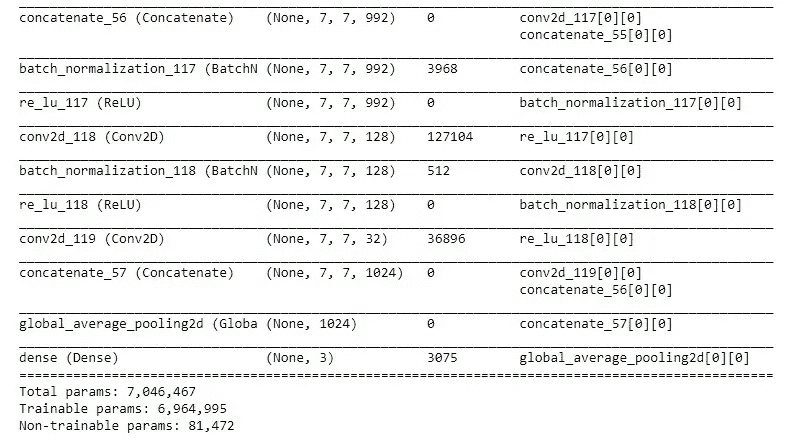 concatenate_56 (Concatenate) (None, 7, 7, 992) 0 conv2d_117[0][0]
concatenate_55[0][0]
batch_normalization_117 (BatchN (None, 7, 7, 992) 3968 concatenate_56[0][0]
re_lu_117 (ReLU) (None, 7, 7, 992) 0 batch_normalization_117[0][0]
conv2d_118 (Conv2D) (None, 7, 7, 128) 127104 re_lu_117[0][0]
batch_normalization_118 (BatchN (None, 7, 7, 128) 512 conv2d_118[0][0]
re_lu_118 (ReLU) (None, 7, 7, 128) 0 batch_normalization_118[0][0]
conv2d_119 (Conv2D) (None, 7, 7, 32) 36896 re_lu_118[0][0]
concatenate_57 (Concatenate) (None, 7, 7, 1024) 0 conv2d_119[0][0]
concatenate_56[0][0]
global_average_pooling2d (Globa (None, 1024) 0 concatenate_57[0][0]
dense (Dense) (None, 3) 3075 global_average_pooling2d[0][0]
Total params: 7,046,467
Trainable params: 6,964,995
Non-trainable params: 81,472